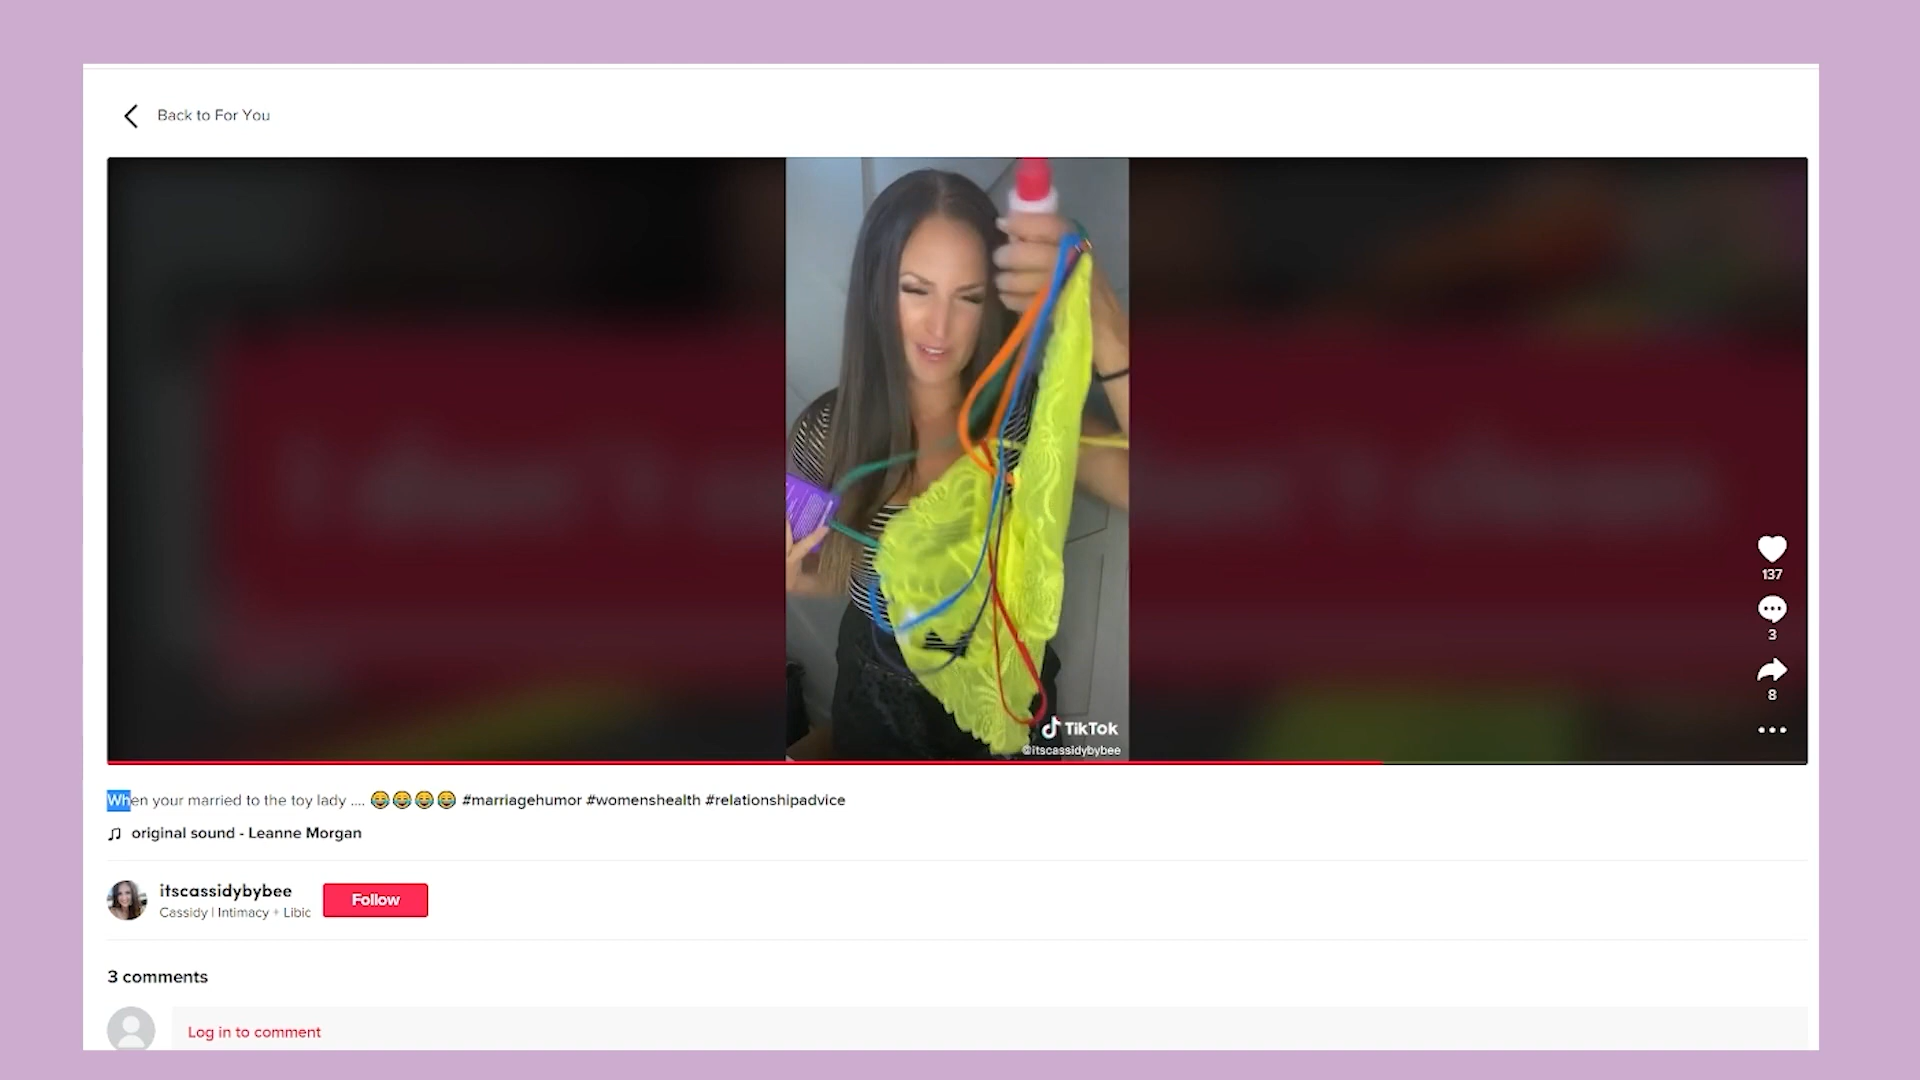 Back to For You
137
3
8
TikTok
@itscassidybybee
When your married to the toy lady .... 😂😂😂😂 #marriagehumor #womenshealth #relationshipadvice
original sound - Leanne Morgan
itscassidybybee
Cassidy | Intimacy + Libic
Follow
3 comments
Log in to comment